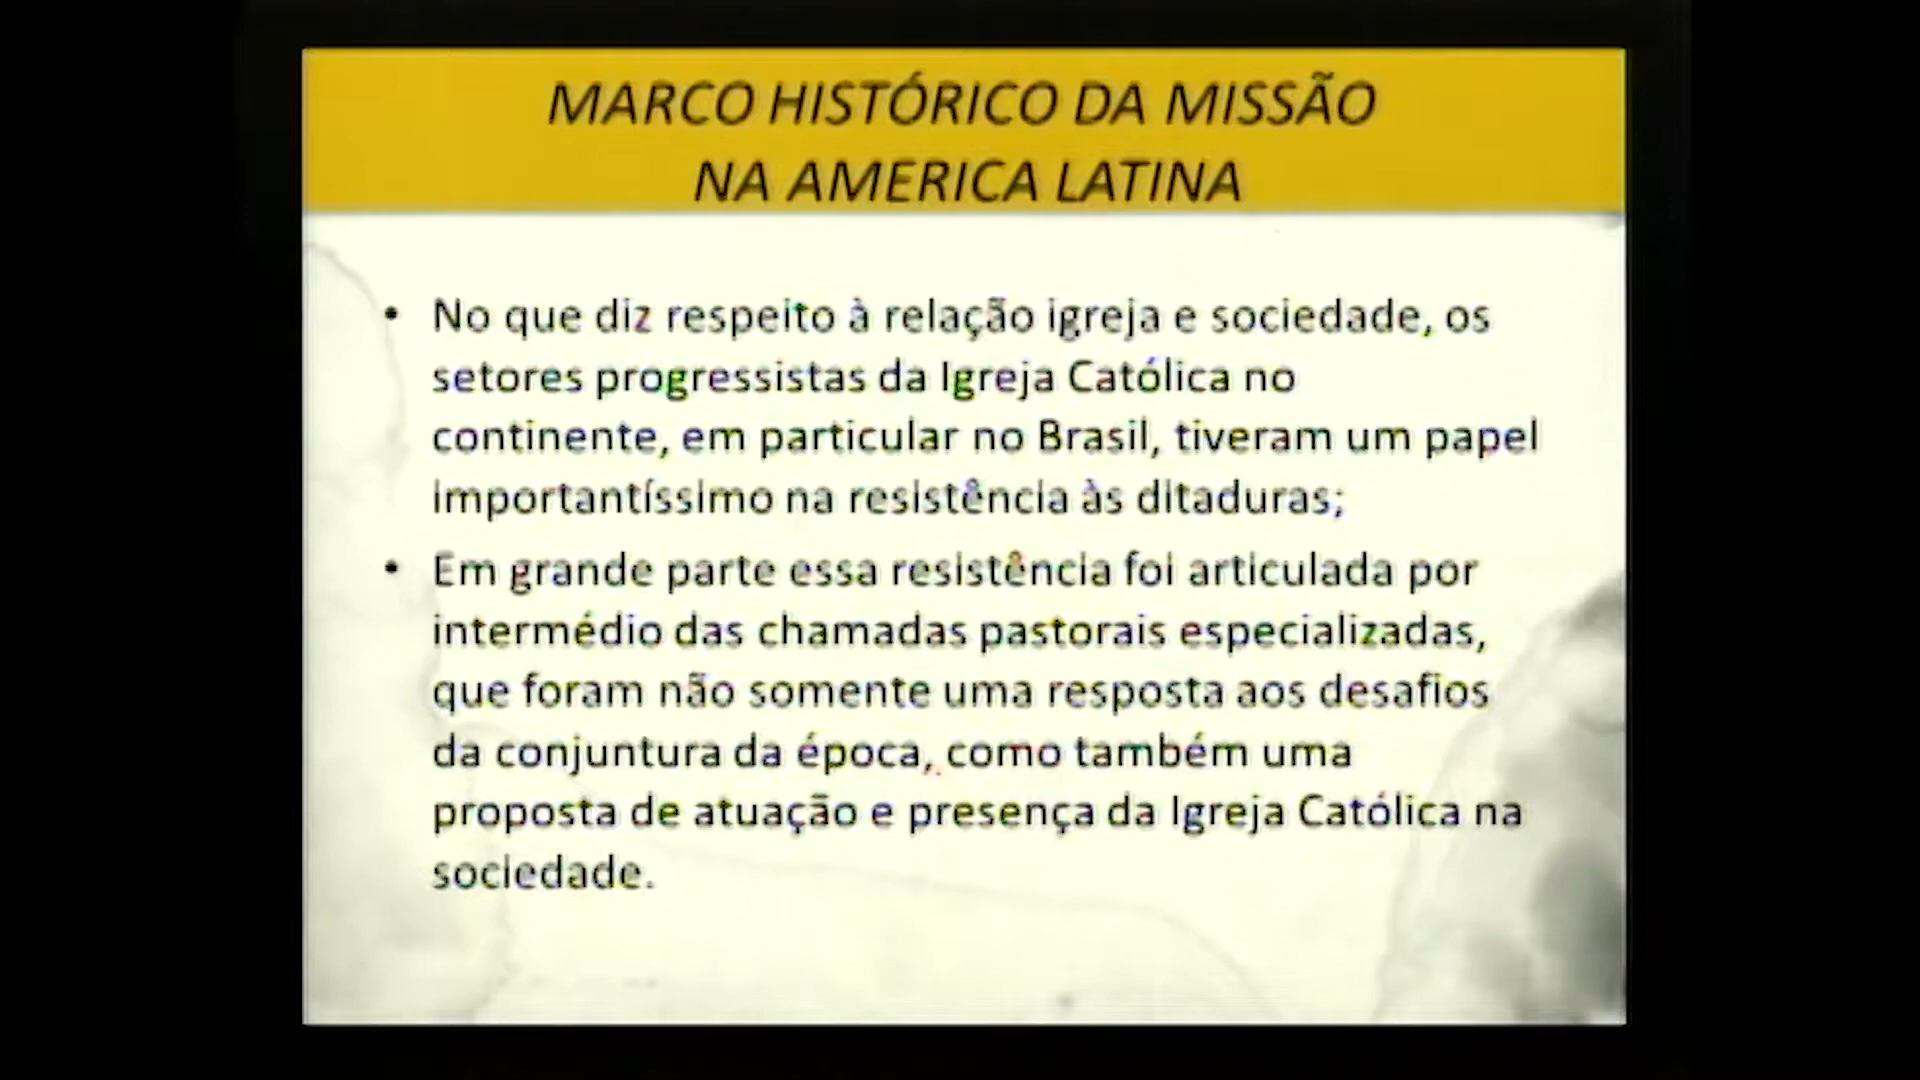 MARCO HISTÓRICO DA MISSÃO
NA AMERICA LATINA
• No que diz respeito à relação igreja e sociedade, os
setores progressistas da Igreja Católica no
continente, em particular no Brasil, tiveram um papel
importantíssimo na resistência às ditaduras;
• Em grande parte essa resistência foi articulada por
intermédio das chamadas pastorais especializadas,
que foram não somente uma resposta aos desafios
da conjuntura da época, como também uma
proposta de atuação e presença da Igreja Católica na
sociedade.